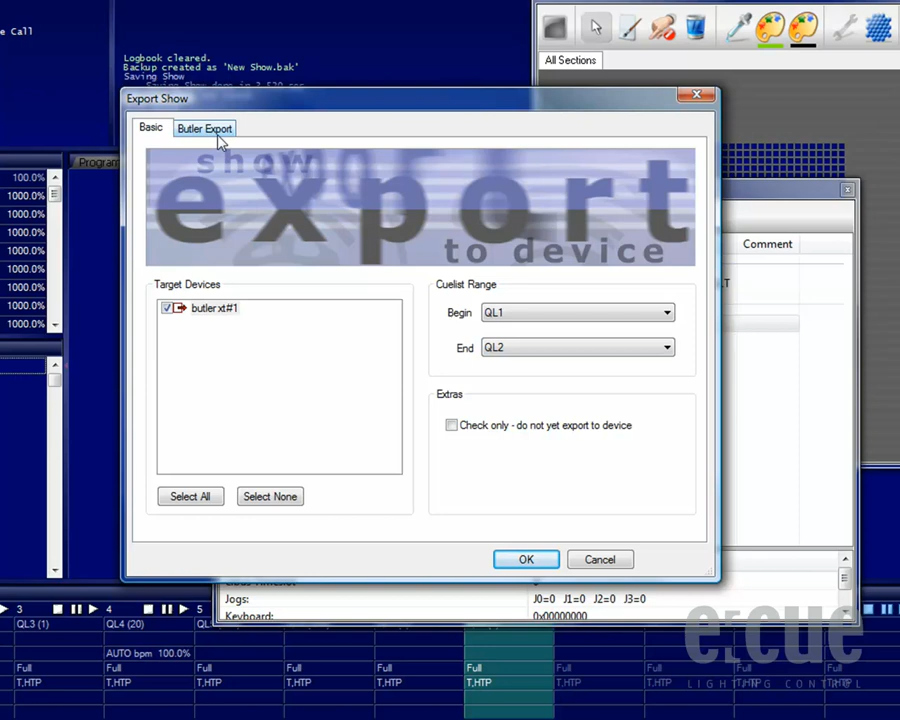 e Call
Logbook cleared.
Backup created as 'New Show.bak'
Saving Show
All Sections
Export Show
Basic
Butler Export
show
export
to device
Program
100.0%
1000.0%
1000.0%
1000.0%
1000.0%
1000.0%
1000.0%
1000.0%
1000.0%
Comment
Target Devices
butler xt#1
Select All
Select None
Cuelist Range
Begin
QL1
End
QL2
Extras
Check only - do not yet export to device
OK
Cancel
Jogs:
J0=0 J1=0 J2=0 J3=0
Keyboard:
0x00000000
3
4
5
QL3 (1)
QL4 (20)
AUTO bpm 100.0%
Full
Full
Full
Full
Full
Full
Full
Full
Full
T,HTP
T,HTP
T,HTP
T,HTP
T,HTP
T,HTP
T,HTP
T,HTP
e:cue
LIGHTING CONTROL